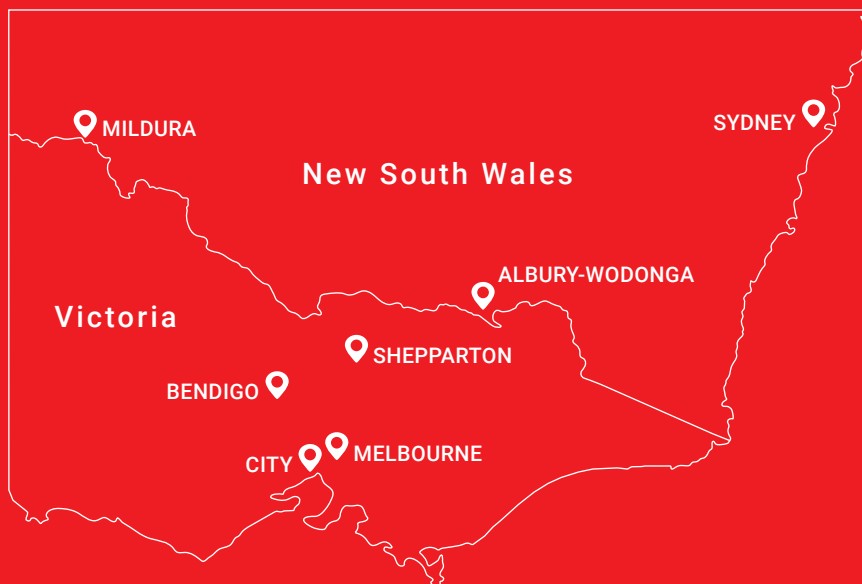 MILDURA
SYDNEY
New South Wales
ALBURY-WODONGA
Victoria
SHEPPARTON
BENDIGO
MELBOURNE
CITY